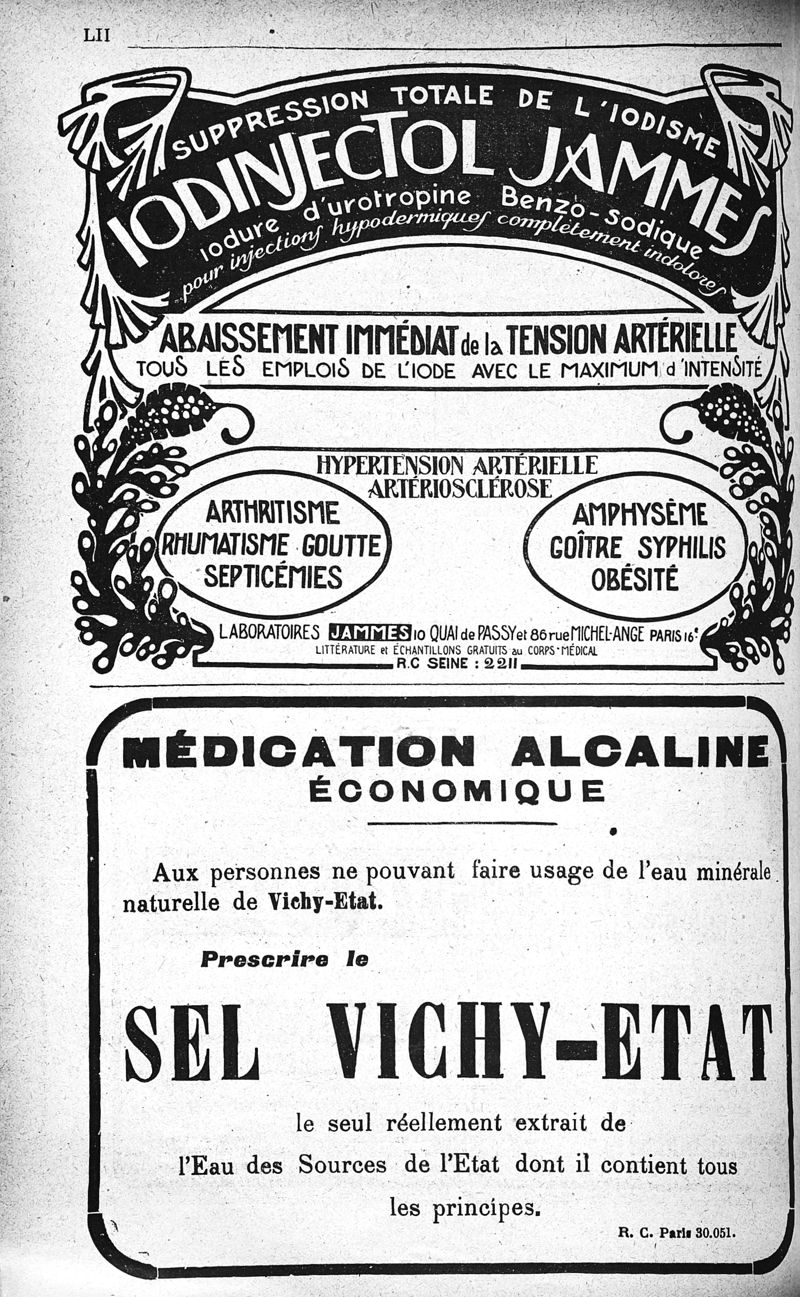 LII
SUPPRESSION TOTALE DE L'IODISME
IODINJECTOL JAMMES
Iodure d'urotropine Benzo-sodique
pour injections hypodermiques complètement indolores
ABAISSEMENT IMMÉDIAT de la TENSION ARTÉRIELLE
TOUS LES EMPLOIS DE L'IODE AVEC LE MAXIMUM d'INTENSITÉ
HYPERTENSION ARTÉRIELLE
ARTÉRIOSCLÉROSE
ARTHRITISME
RHUMATISME GOUTTE
SEPTICÉMIES
AMPHYSÈME
GOÎTRE SYPHILIS
OBÉSITÉ
LABORATOIRES JAMMES 10 QUAI de PASSY et 86 rue MICHEL-ANGE PARIS 16e
LITTÉRATURE et ÉCHANTILLONS GRATUITS au CORPS-MÉDICAL
R.C SEINE : 2211
MÉDICATION ALCALINE
ÉCONOMIQUE
Aux personnes ne pouvant faire usage de l'eau minérale
naturelle de Vichy-Etat.
Prescrire le
SEL VICHY-ETAT
le seul réellement extrait de
l'Eau des Sources de l'Etat dont il contient tous
les principes.
R. C. Paris 30.051.